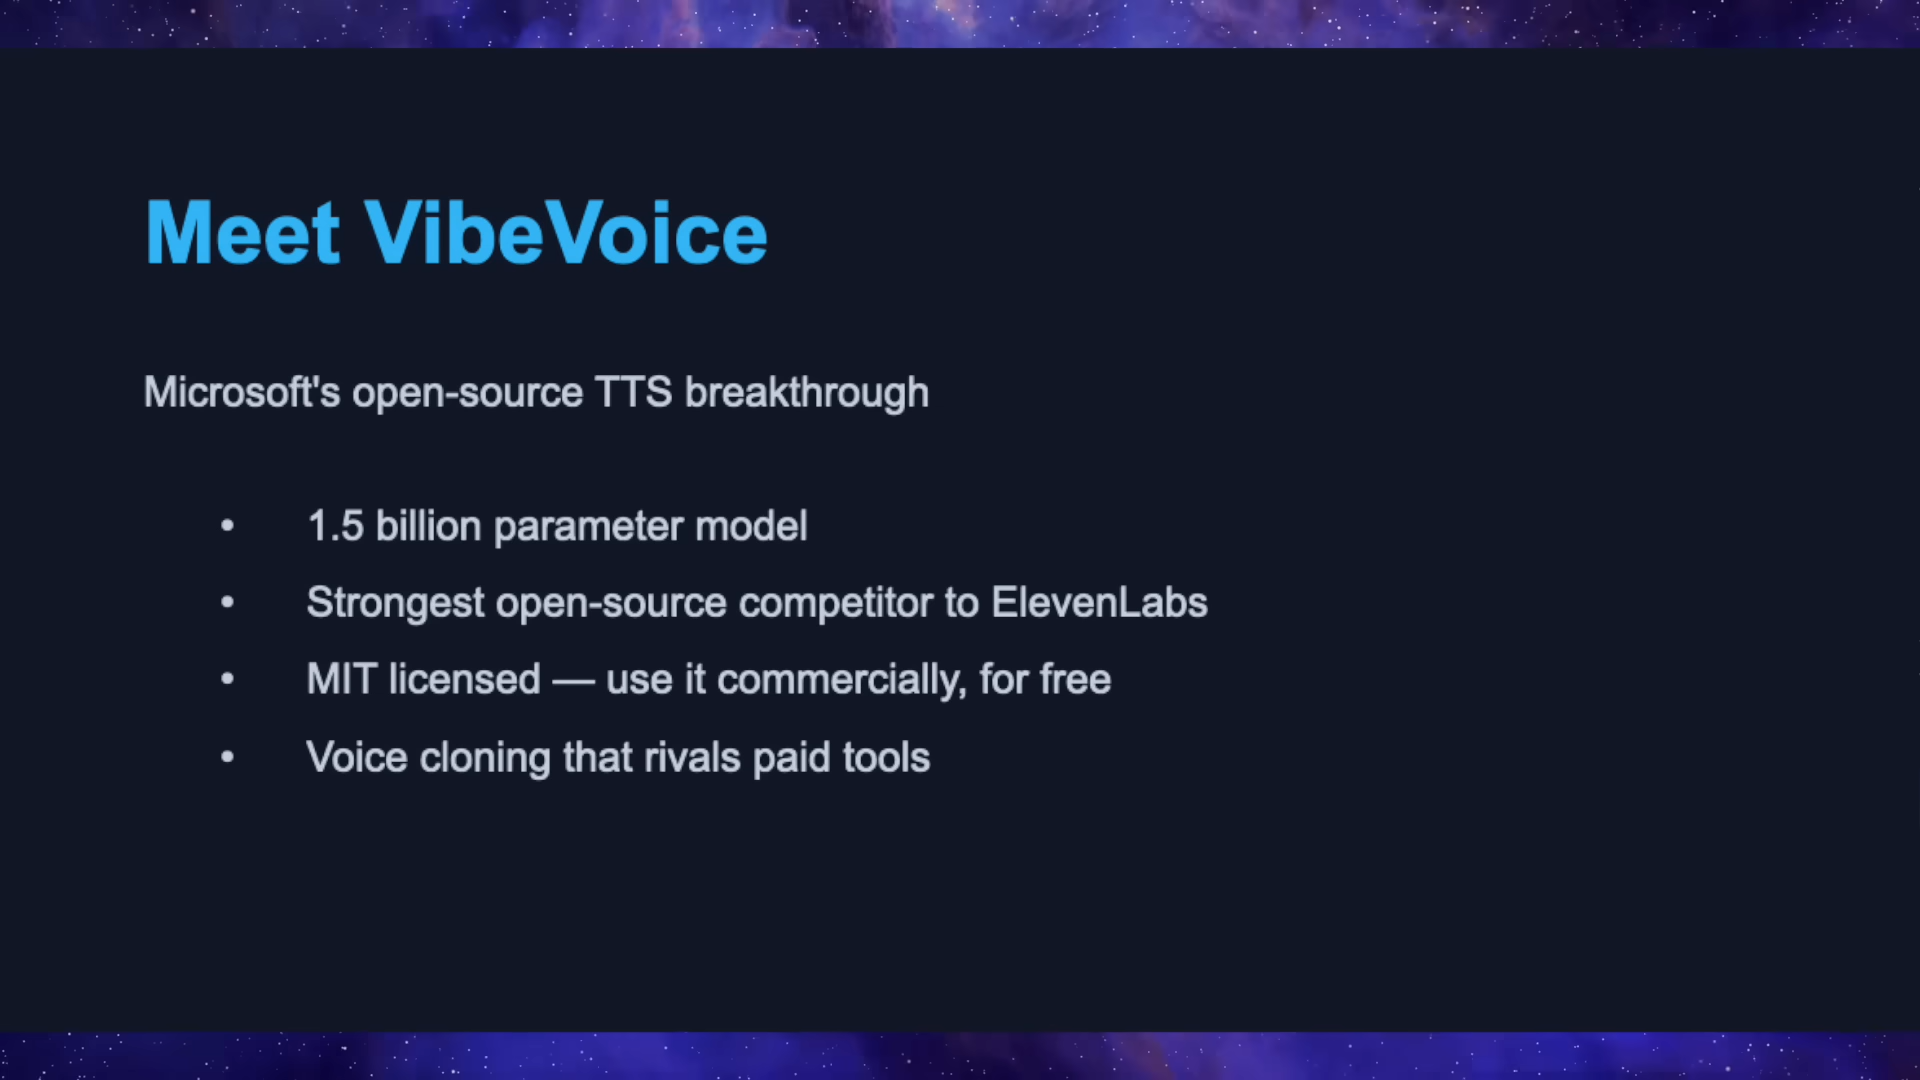 Meet VibeVoice
Microsoft's open-source TTS breakthrough
• 1.5 billion parameter model
• Strongest open-source competitor to ElevenLabs
• MIT licensed — use it commercially, for free
• Voice cloning that rivals paid tools